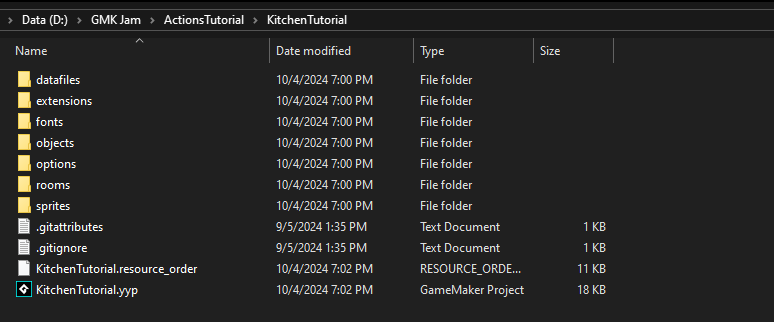 Data (D:) > GMK Jam > ActionsTutorial > KitchenTutorial
Name Date modified Type Size
datafiles 10/4/2024 7:00 PM File folder
extensions 10/4/2024 7:00 PM File folder
fonts 10/4/2024 7:00 PM File folder
objects 10/4/2024 7:00 PM File folder
options 10/4/2024 7:00 PM File folder
rooms 10/4/2024 7:00 PM File folder
sprites 10/4/2024 7:00 PM File folder
.gitattributes 9/5/2024 1:35 PM Text Document 1 KB
.gitignore 9/5/2024 1:35 PM Text Document 1 KB
KitchenTutorial.resource_order 10/4/2024 7:02 PM RESOURCE_ORDE... 11 KB
KitchenTutorial.yyp 10/4/2024 7:02 PM GameMaker Project 18 KB